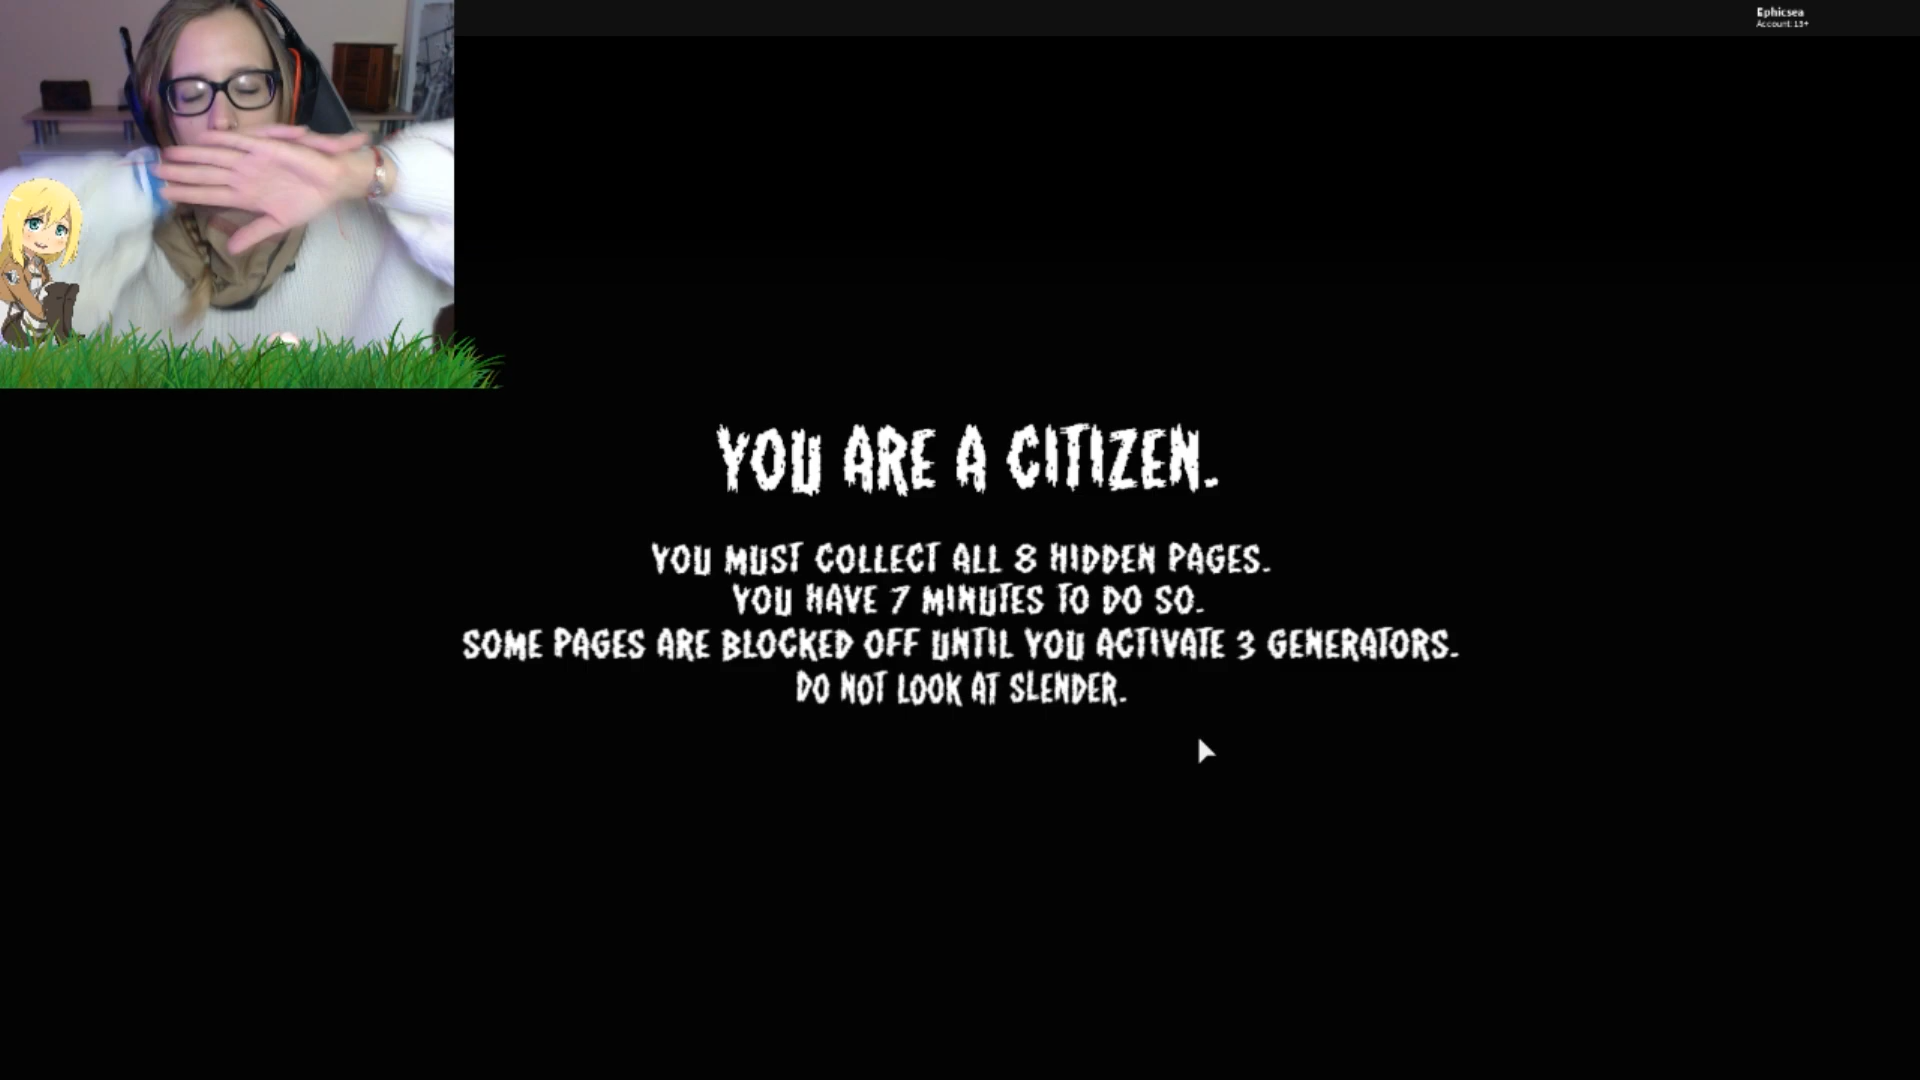 Ephicsea
Account: 13+
YOU ARE A CITIZEN.
YOU MUST COLLECT ALL 8 HIDDEN PAGES.
YOU HAVE 7 MINUTES TO DO SO.
SOME PAGES ARE BLOCKED OFF UNTIL YOU ACTIVATE 3 GENERATORS.
DO NOT LOOK AT SLENDER.